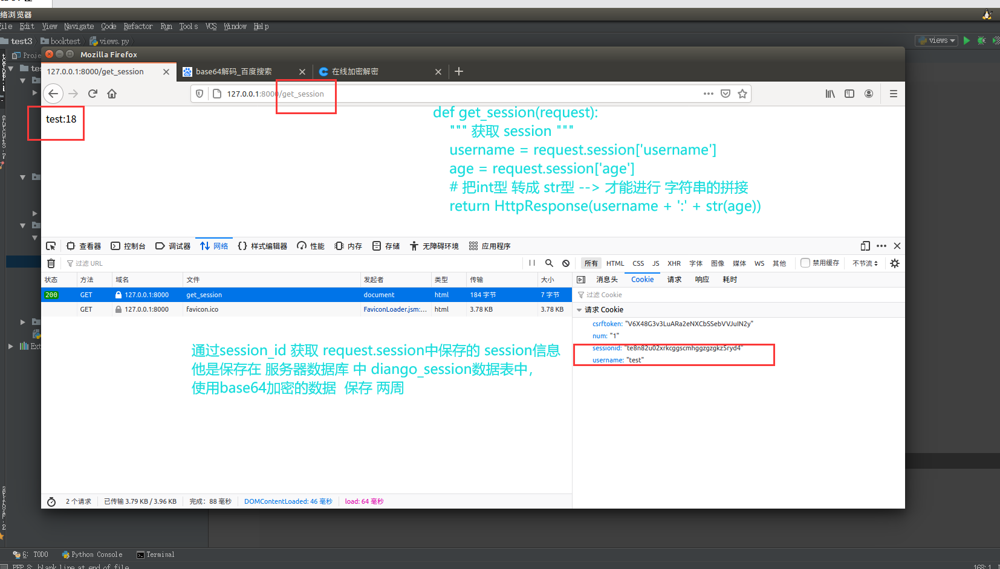 络浏览器
File Edit View Navigate Code Refactor Run Tools VCS Window Help
test3 booktest views.py
views
Mozilla Firefox
127.0.0.1:8000/get_session
base64解码_百度搜索
在线加密解密
127.0.0.1:8000/get_session
test:18
def get_session(request):
""" 获取 session """
username = request.session['username']
age = request.session['age']
# 把int型 转成 str型 --> 才能进行 字符串的拼接
return HttpResponse(username + ':' + str(age))
查看器 控制台 调试器 网络 样式编辑器 性能 内存 存储 无障碍环境 应用程序
过滤 URL
所有 HTML CSS JS XHR 字体 图像 媒体 WS 其他 禁用缓存 不节流
状态 方法 域名 文件 发起者 类型 传输 大小
消息头 Cookie 请求 响应 耗时
200 GET 127.0.0.1:8000 get_session document html 184 字节 7 字节
GET 127.0.0.1:8000 favicon.ico FaviconLoader.jsm:... html 3.78 KB 3.78 KB
过滤 Cookie
请求 Cookie
csrftoken: "V6X48G3v3LuARa2eNXCbSSebVVJuIN2y"
num: "1"
sessionid: "te8n82u02xrkcggscmhggzgzgkz5ryd4"
username: "test"
通过session_id 获取 request.session中保存的 session信息
他是保存在 服务器数据库 中 diango_session数据表中，
使用base64加密的数据 保存 两周
2 个请求 已传输 3.79 KB / 3.96 KB 完成：88 毫秒 DOMContentLoaded: 46 毫秒 load: 64 毫秒
6: TODO Python Console Terminal
PEP 8: blank line at end of file
168:1